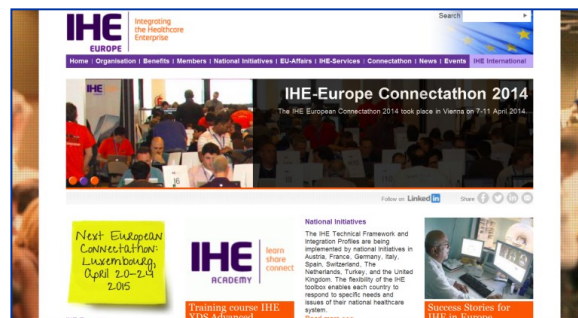 Search
IHE
Integrating
the Healthcare
Enterprise
EUROPE
Home | Organisation | Benefits | Members | National Initiatives | EU-Affairs | IHE-Services | Connectathon | News | Events | IHE International
IHE
IHE-Europe Connectathon 2014
The IHE European Connectathon 2014 took place in Vienna on 7-11 April 2014.
Follow on LinkedIn
Share
Next European
Connectathon:
Luxembourg,
April 20-24
2015
IHE
ACADEMY
learn
share
connect
Training course IHE
XDS Advanced
National Initiatives
The IHE Technical Framework and
Integration Profiles are being
implemented by national Initiatives in
Austria, France, Germany, Italy,
Spain, Switzerland, The
Netherlands, Turkey, and the United
Kingdom. The flexibility of the IHE
toolbox enables each country to
respond to specific needs and
issues of their national healthcare
system.
Success Stories for
IHE in Europe